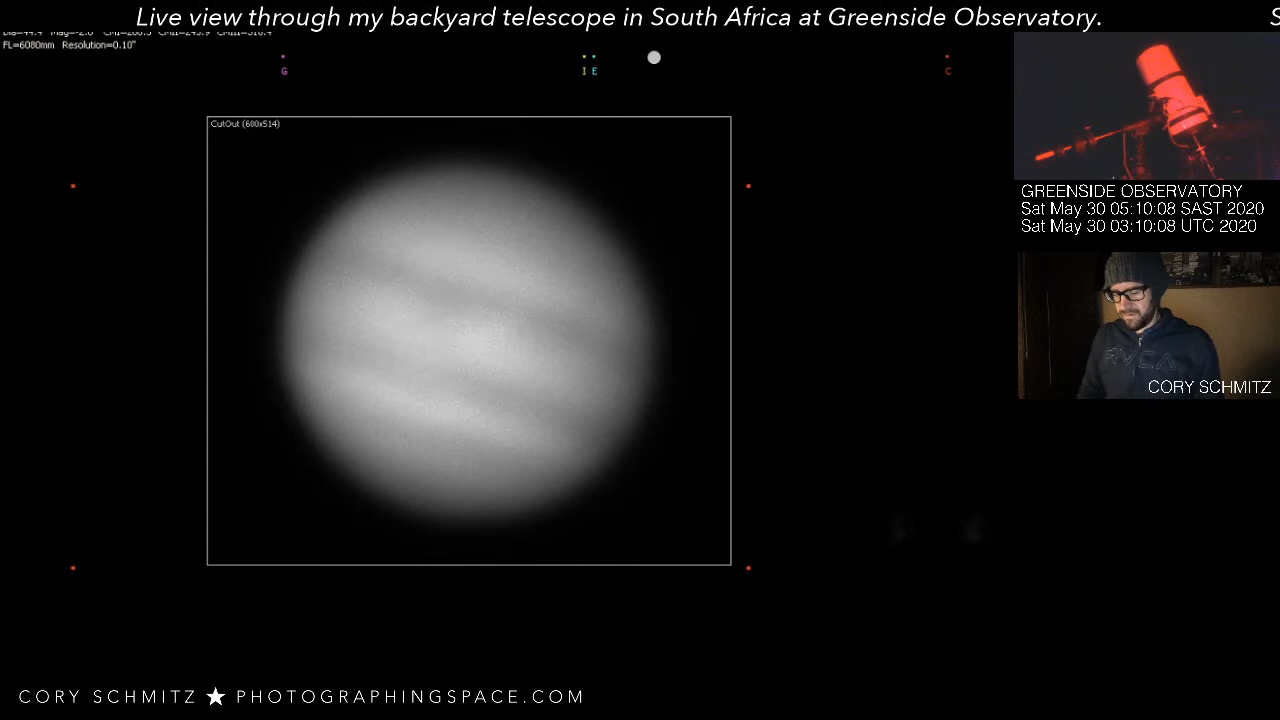 Live view through my backyard telescope in South Africa at Greenside Observatory. S
FL=6080mm Resolution=0.10"
G I E C
CutOut (600x514)
GREENSIDE OBSERVATORY
Sat May 30 05:10:08 SAST 2020
Sat May 30 03:10:08 UTC 2020
RVCA
CORY SCHMITZ
CORY SCHMITZ ★ PHOTOGRAPHINGSPACE.COM